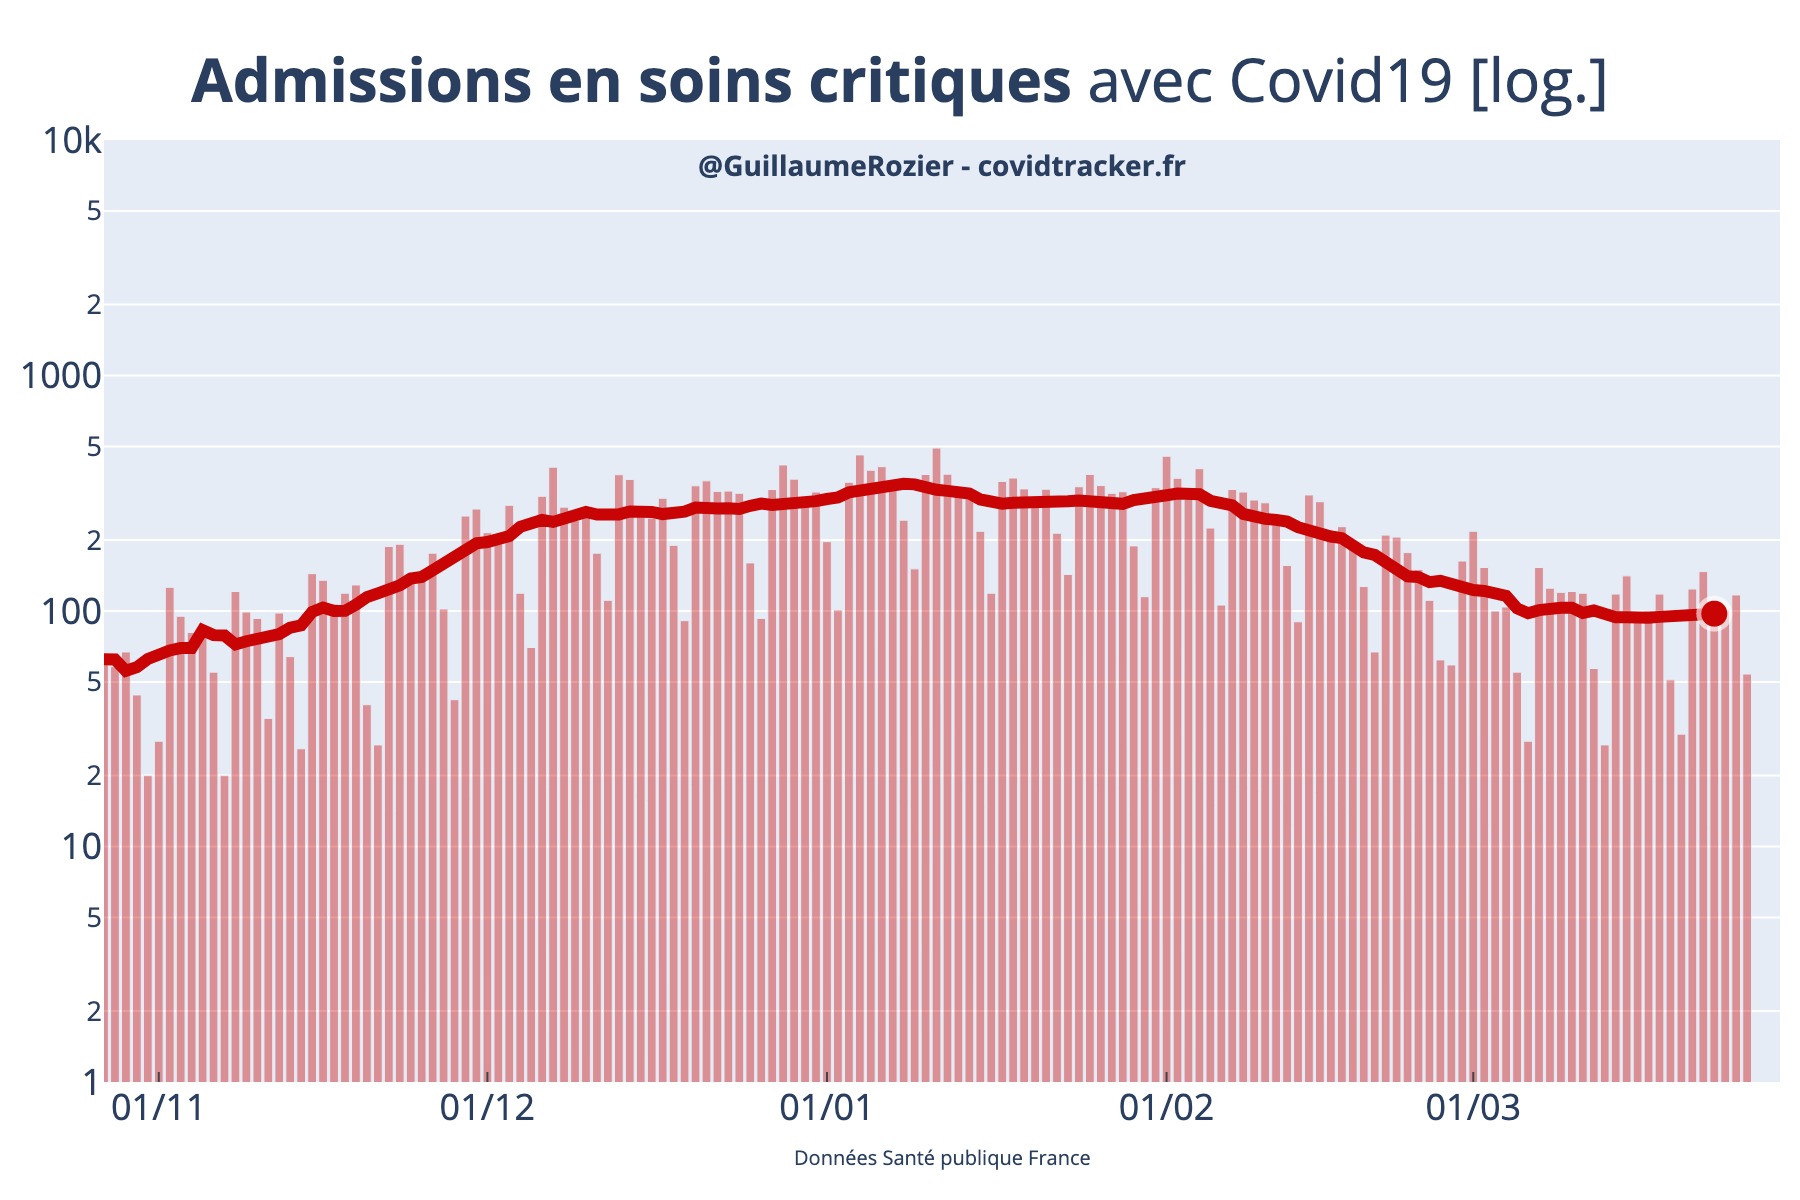 Admissions en soins critiques avec Covid19 [log.]
10k
@GuillaumeRozier - covidtracker.fr
5
2
1000
5
2
100
5
2
10
5
2
1
01/11 01/12 01/01 01/02 01/03
Données Santé publique France